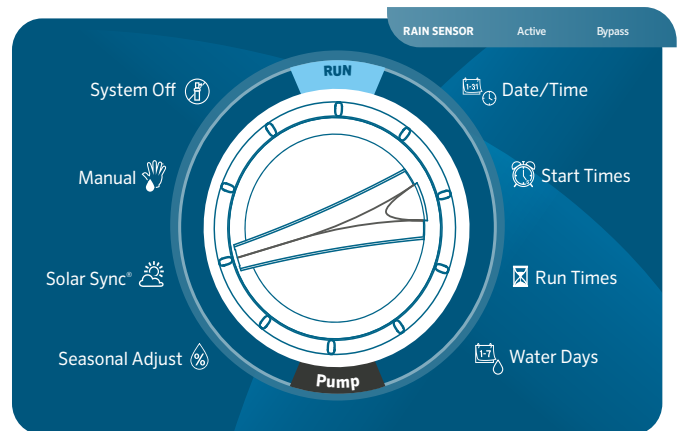 RAIN SENSOR Active Bypass
RUN
System Off
Date/Time
1-31
Manual
Start Times
Solar Sync®
Run Times
Seasonal Adjust
%
1-7
Water Days
Pump